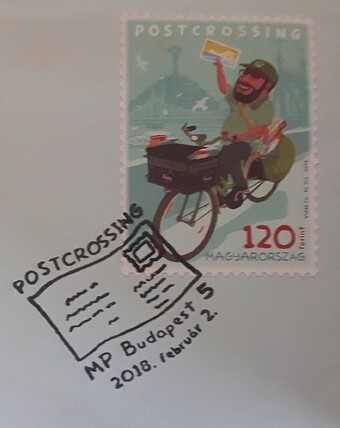 POSTCROSSING
120
forint
MAGYARORSZÁG
POSTCROSSING
MP Budapest 5
2018. február 2.